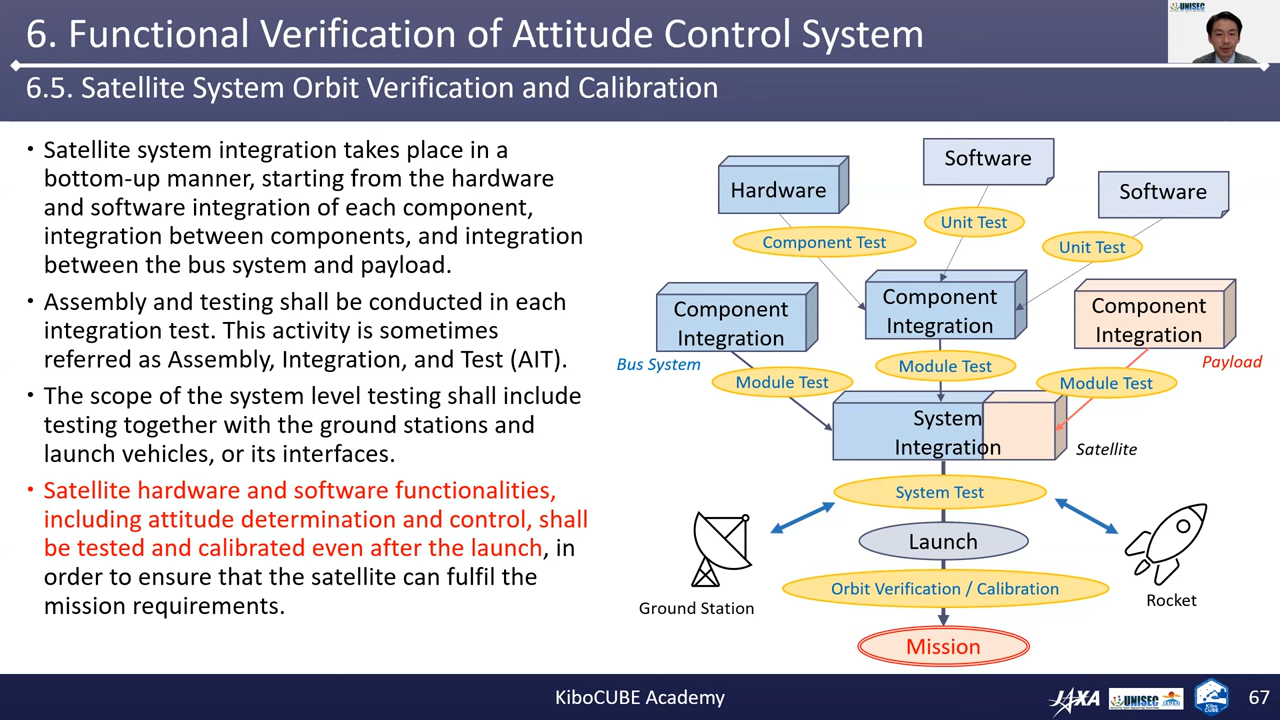 6. Functional Verification of Attitude Control System
UNISEC
6.5. Satellite System Orbit Verification and Calibration
• Satellite system integration takes place in a
bottom-up manner, starting from the hardware
and software integration of each component,
integration between components, and integration
between the bus system and payload.
• Assembly and testing shall be conducted in each
integration test. This activity is sometimes
referred as Assembly, Integration, and Test (AIT).
• The scope of the system level testing shall include
testing together with the ground stations and
launch vehicles, or its interfaces.
• Satellite hardware and software functionalities,
including attitude determination and control, shall
be tested and calibrated even after the launch, in
order to ensure that the satellite can fulfil the
mission requirements.
Hardware
Software
Software
Component Test
Unit Test
Unit Test
Component
Integration
Component
Integration
Component
Integration
Bus System
Payload
Module Test
Module Test
Module Test
System
Integration
Satellite
System Test
Launch
Ground Station
Rocket
Orbit Verification / Calibration
Mission
KiboCUBE Academy
JAXA
UNISEC
JAPAN
Kibo
CUBE
67